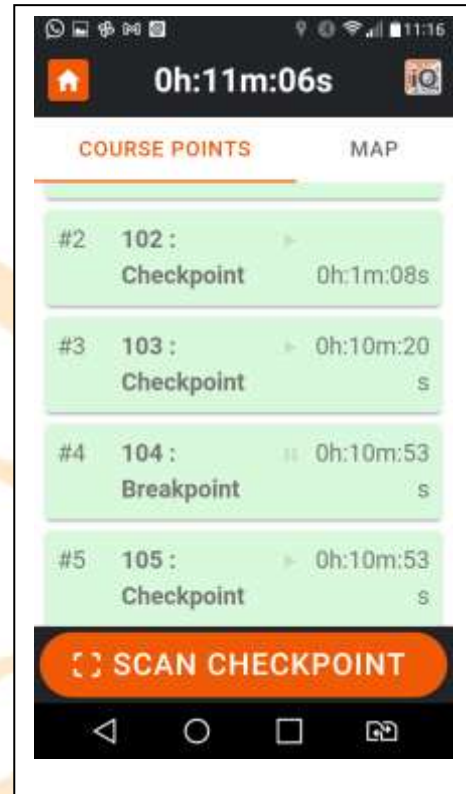 11:16
0h:11m:06s
iQ
COURSE POINTS MAP
#2 102 : 
Checkpoint 0h:1m:08s
#3 103 : 0h:10m:20
Checkpoint s
#4 104 : 0h:10m:53
Breakpoint s
#5 105 : 0h:10m:53
Checkpoint s
SCAN CHECKPOINT